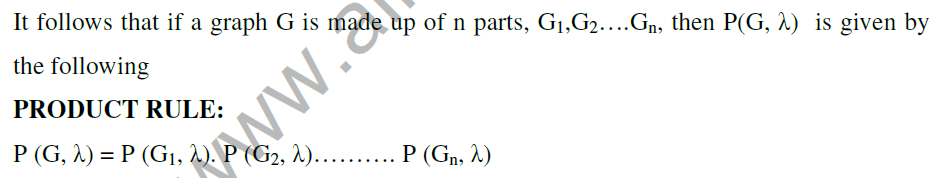 It follows that if a graph G is made up of n parts, G₁,G₂….Gₙ, then P(G, λ) is given by
the following
PRODUCT RULE:
P (G, λ) = P (G₁, λ). P (G₂, λ)………. P (Gₙ, λ)
www.a